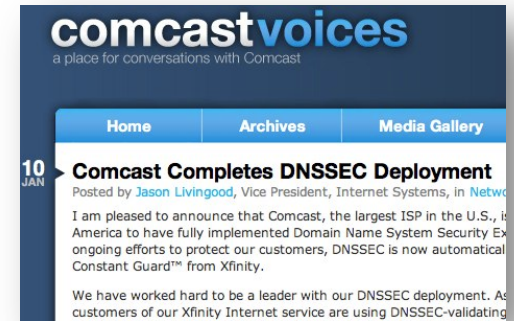 comcastvoices
a place for conversations with Comcast
Home Archives Media Gallery
10
JAN
Comcast Completes DNSSEC Deployment
Posted by Jason Livingood, Vice President, Internet Systems, in
I am pleased to announce that Comcast, the largest ISP in the U.S.,
America to have fully implemented Domain Name System Security
ongoing efforts to protect our customers, DNSSEC is now
Constant Guard™ from Xfinity.
We have worked hard to be a leader with our DNSSEC deployment.
customers of our Xfinity Internet service are using DNSSEC-validating